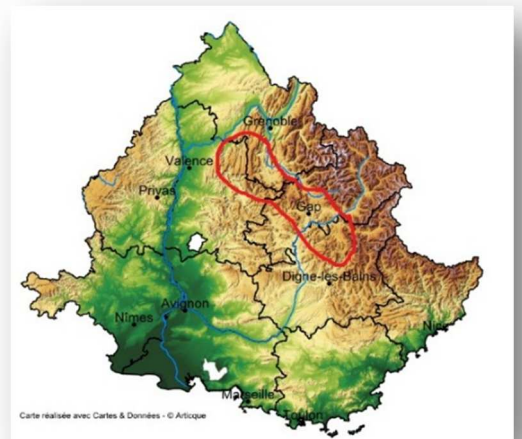 Grenoble
Valence
Privas
Gap
Digne-les-Bains
Avignon
Nîmes
Marseille
Toulon
Carte réalisée avec Cartes & Données - © Articque